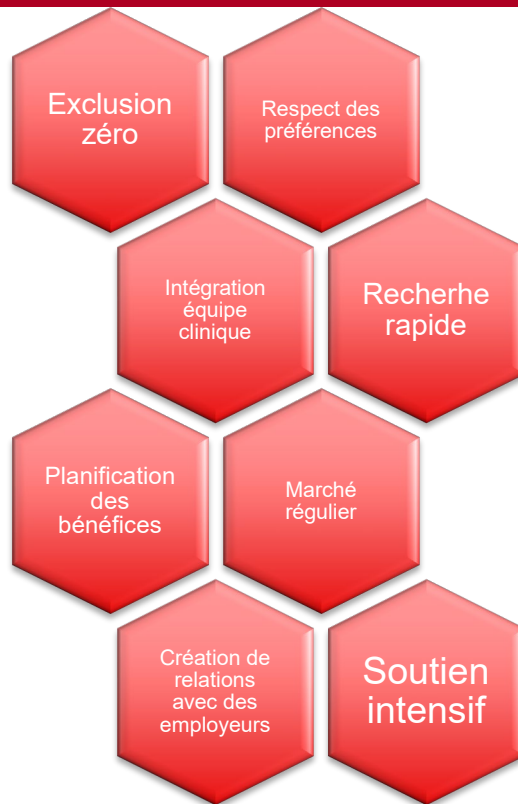 Exclusion
zéro
Respect des
préférences
Intégration
équipe
clinique
Recherhe
rapide
Planification
des
bénéfices
Marché
régulier
Création de
relations
avec des
employeurs
Soutien
intensif